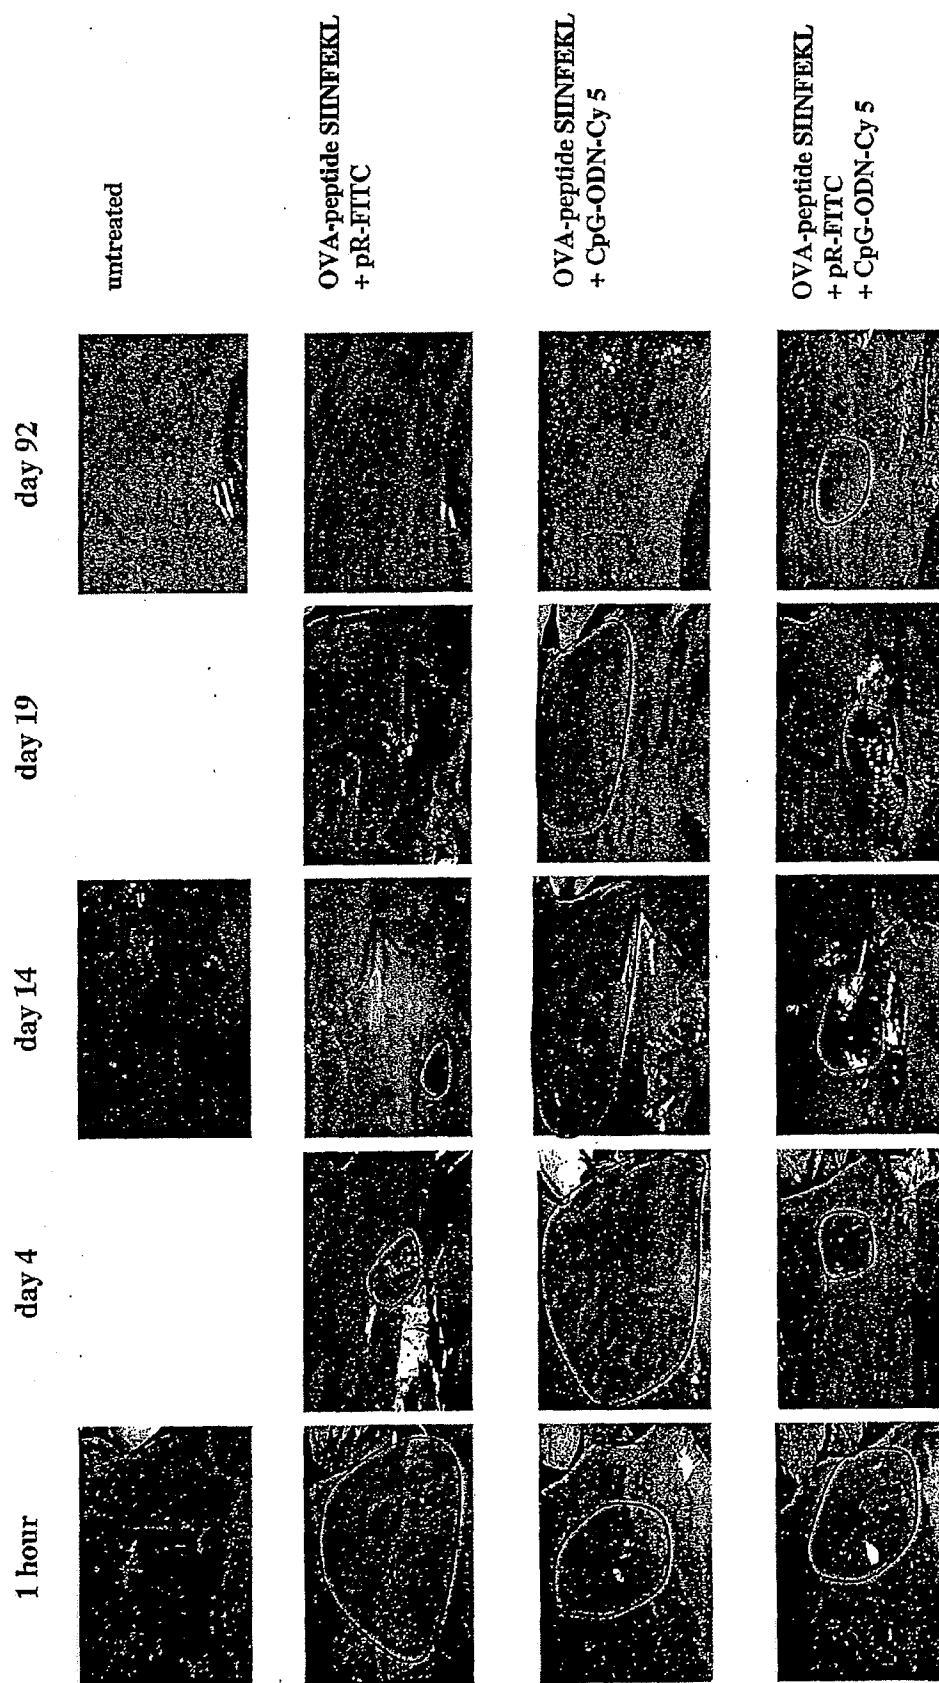 1 hour
day 4
day 14
day 19
day 92
untreated
OVA-peptide SIINFEKL
+ pR-FITC
OVA-peptide SIINFEKL
+ CpG-ODN-Cy 5
OVA-peptide SIINFEKL
+ pR-FITC
+ CpG-ODN-Cy 5